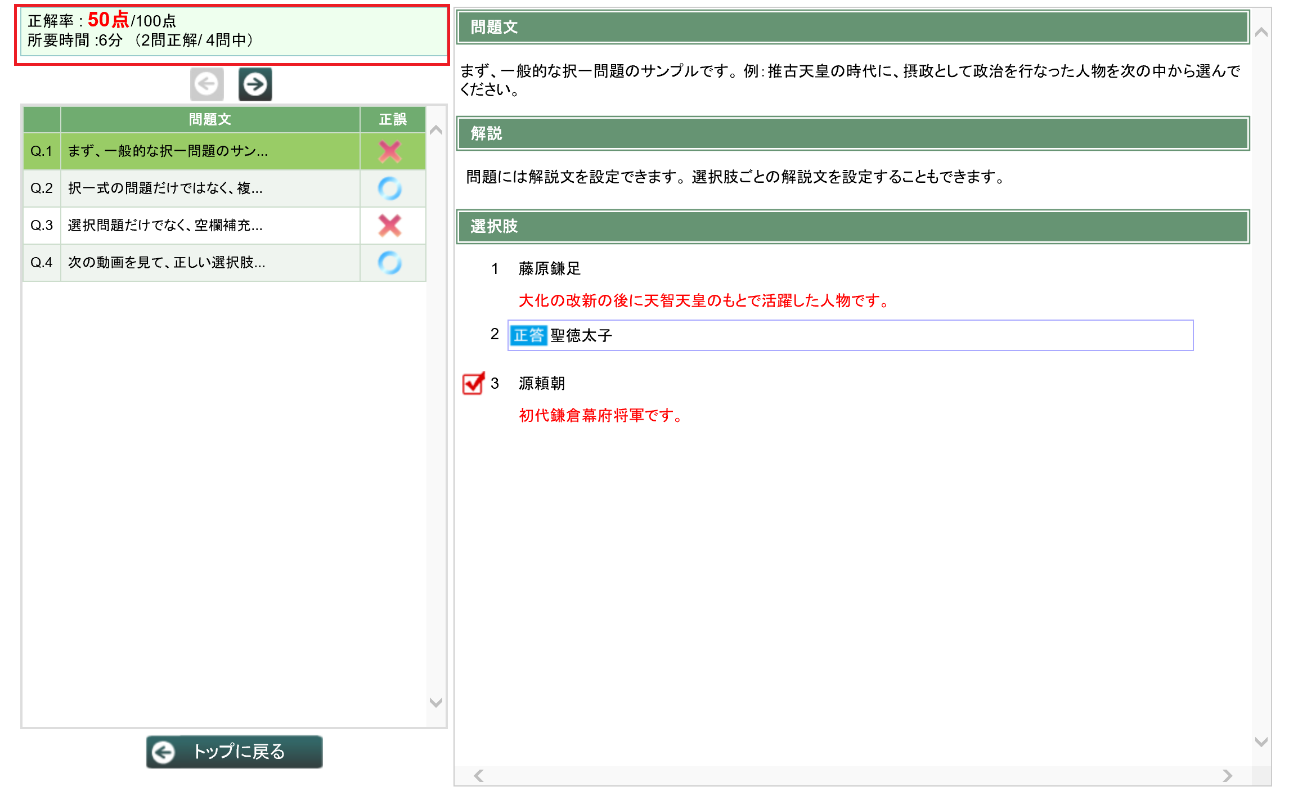 正解率 : 50点/100点
所要時間 :6分 （2問正解/ 4問中）
問題文 正誤
Q.1 まず、一般的な択一問題のサン...
Q.2 択一式の問題だけではなく、複...
Q.3 選択問題だけでなく、空欄補充...
Q.4 次の動画を見て、正しい選択肢...
トップに戻る
問題文
まず、一般的な択一問題のサンプルです。例：推古天皇の時代に、摂政として政治を行なった人物を次の中から選んで
ください。
解説
問題には解説文を設定できます。選択肢ごとの解説文を設定することもできます。
選択肢
1 藤原鎌足
大化の改新の後に天智天皇のもとで活躍した人物です。
2 正答 聖徳太子
3 源頼朝
初代鎌倉幕府将軍です。